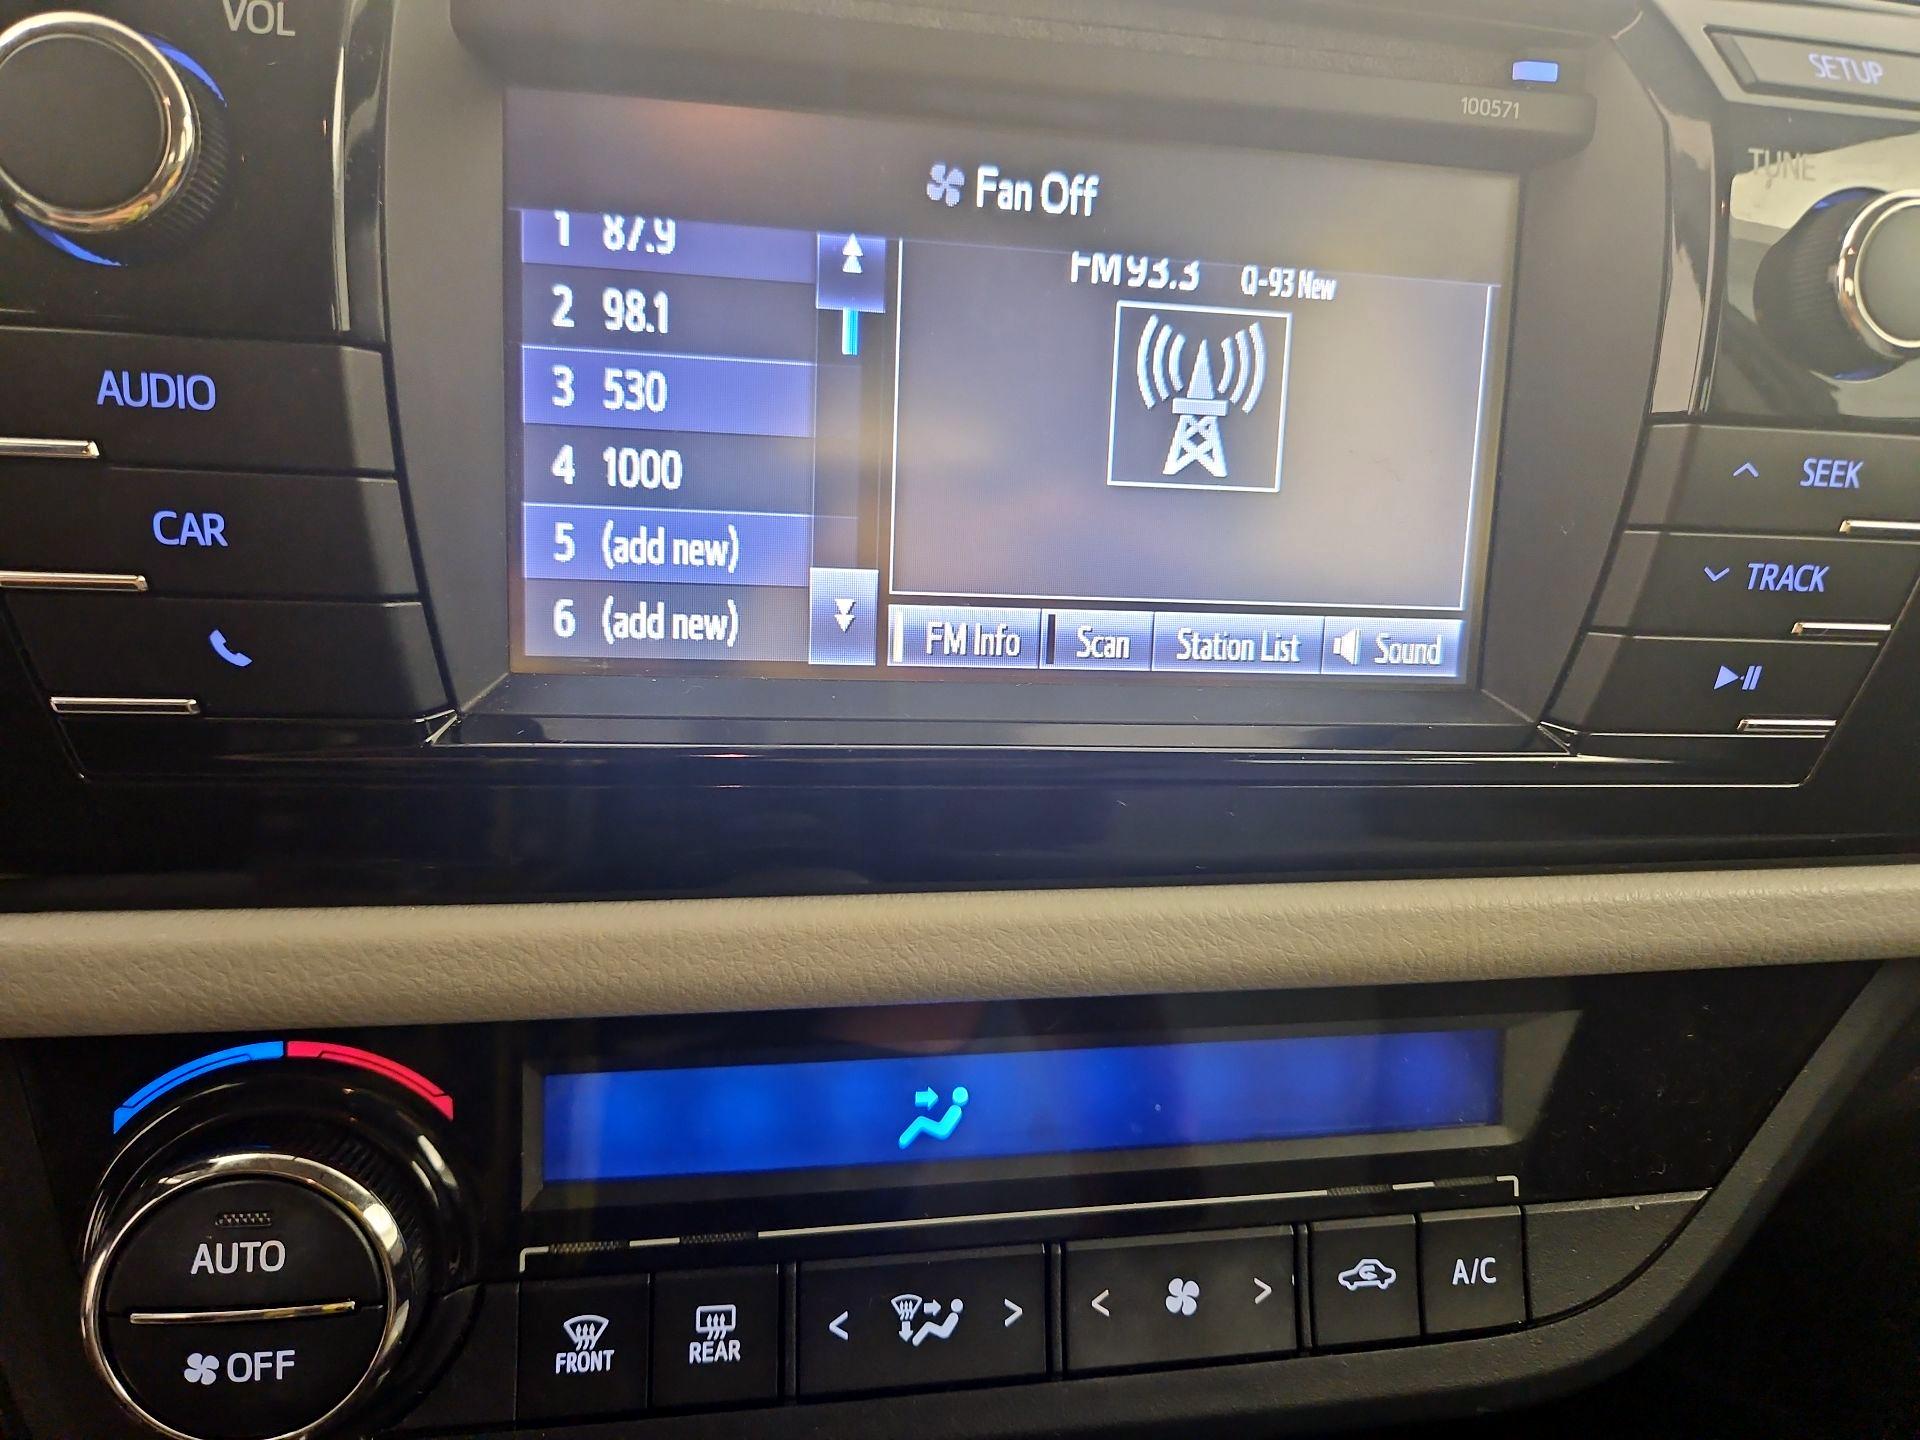 VOL
SETUP
100571
TUNE
Fan Off
1 87.9
FM 93.3 Q-93 New
2 98.1
3 530
4 1000
5 (add new)
6 (add new)
FM Info Scan Station List Sound
AUDIO
CAR
SEEK
TRACK
AUTO
OFF
FRONT
REAR
A/C